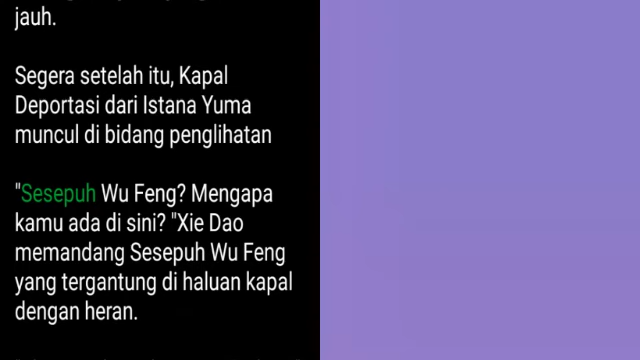 jauh.
Segera setelah itu, Kapal
Deportasi dari Istana Yuma
muncul di bidang penglihatan
"Sesepuh Wu Feng? Mengapa
kamu ada di sini? "Xie Dao
memandang Sesepuh Wu Feng
yang tergantung di haluan kapal
dengan heran.